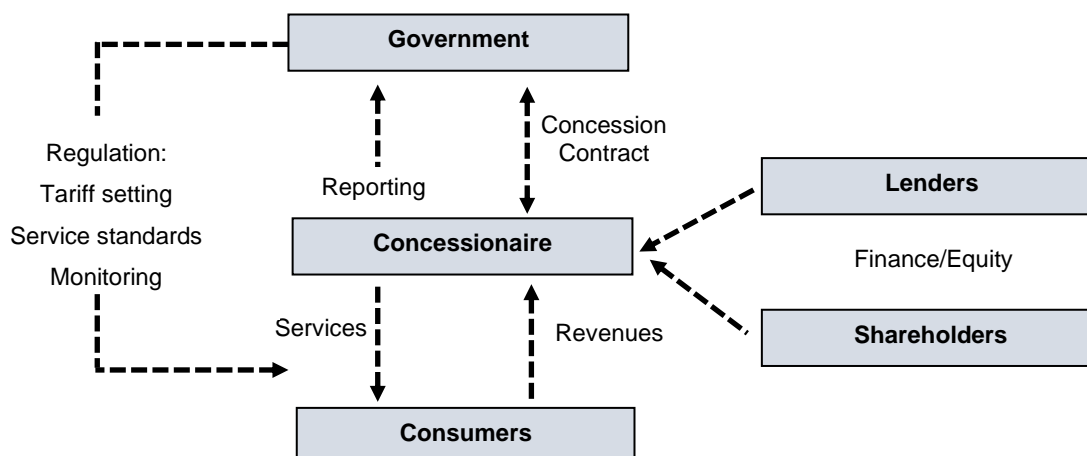 Government
Regulation:
Tariff setting
Service standards
Monitoring
Reporting
Concession
Contract
Concessionaire
Lenders
Finance/Equity
Shareholders
Services
Revenues
Consumers